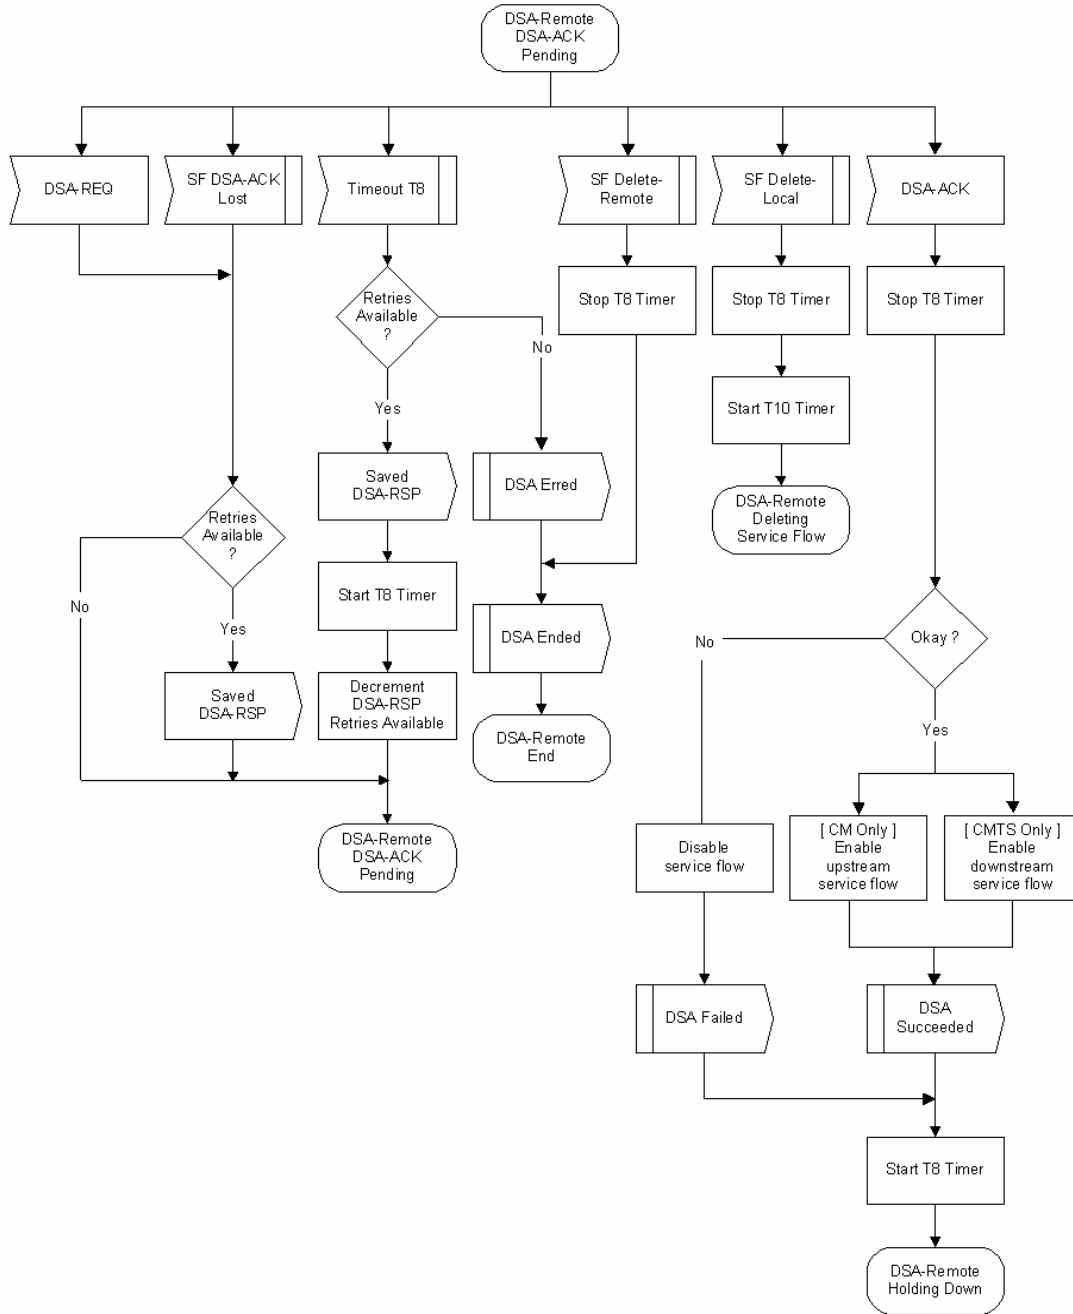 DSA-Remote
DSA-ACK
Pending
DSA-REQ
SF DSA-ACK
Lost
Timeout T8
SF Delete-
Remote
SF Delete-
Local
DSA-ACK
Retries
Available
?
Stop T8 Timer
Stop T8 Timer
Stop T8 Timer
No
Yes
Start T10 Timer
Saved
DSA-RSP
DSA Erred
DSA-Remote
Deleting
Service Flow
Retries
Available
?
No
Yes
Start T8 Timer
DSA Ended
No
Okay ?
Saved
DSA-RSP
Decrement
DSA-RSP
Retries Available
DSA-Remote
End
Yes
DSA-Remote
DSA-ACK
Pending
Disable
service flow
[ CM Only ]
Enable
upstream
service flow
[ CMTS Only ]
Enable
downstream
service flow
DSA Failed
DSA
Succeeded
Start T8 Timer
DSA-Remote
Holding Down